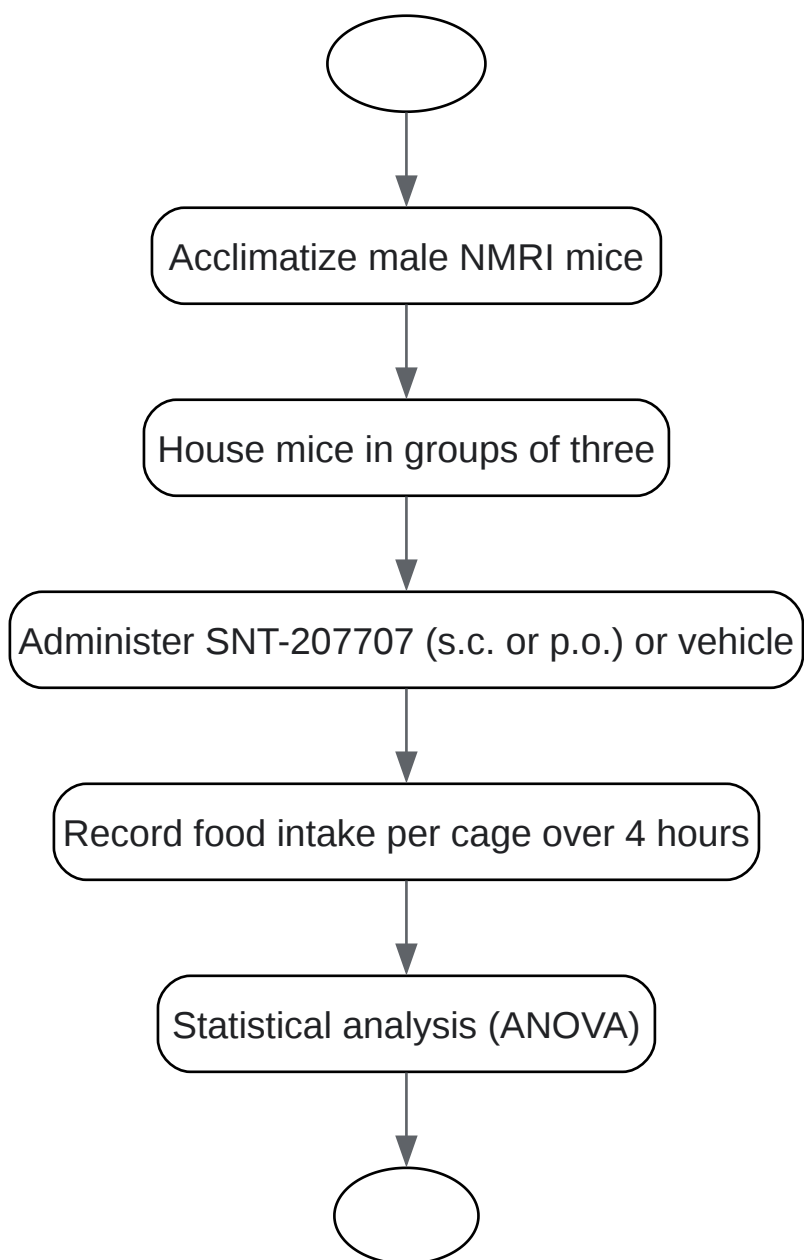 Acclimatize male NMRI mice
House mice in groups of three
Administer SNT-207707 (s.c. or p.o.) or vehicle
Record food intake per cage over 4 hours
Statistical analysis (ANOVA)